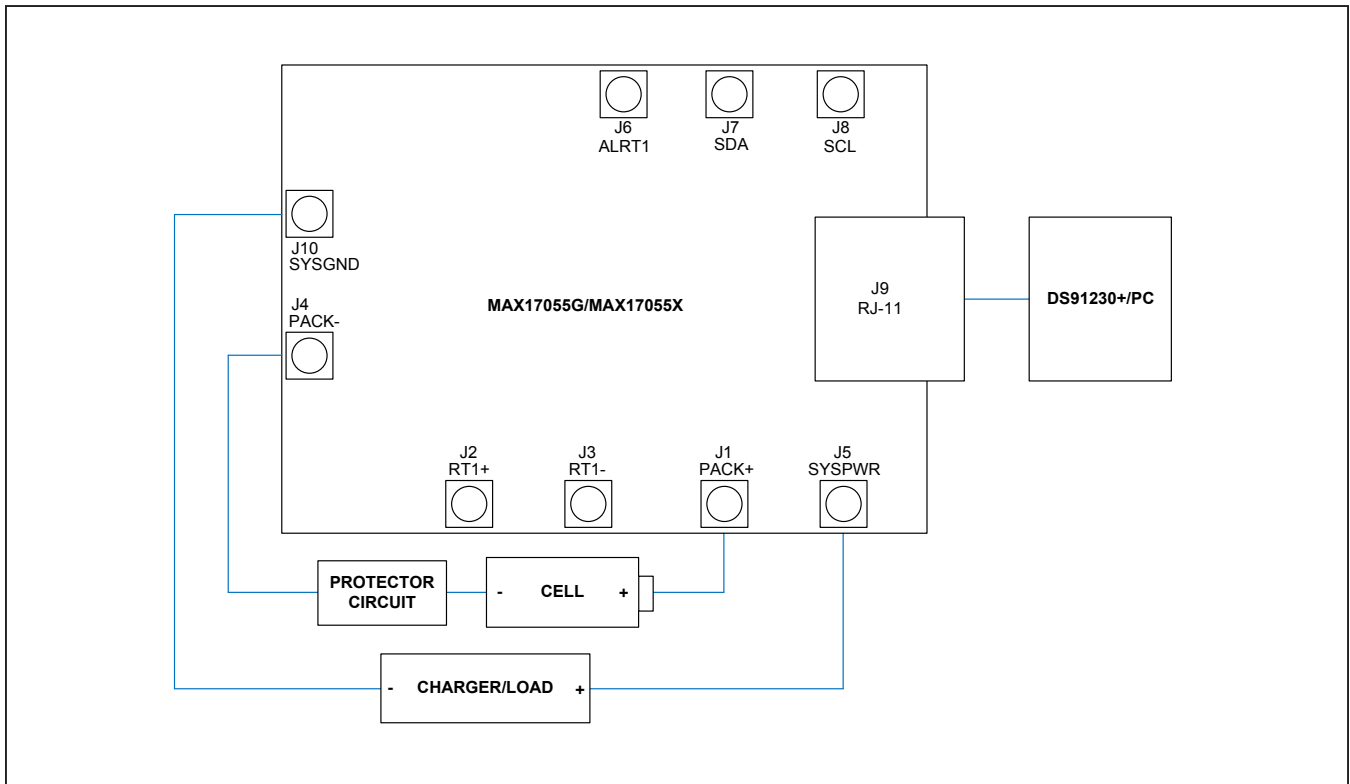 J6
ALRT1
J7
SDA
J8
SCL
J10
SYSGND
J4
PACK-
MAX17055G/MAX17055X
J9
RJ-11
DS91230+/PC
J2
RT1+
J3
RT1-
J1
PACK+
J5
SYSPWR
PROTECTOR
CIRCUIT
- CELL +
- CHARGER/LOAD +